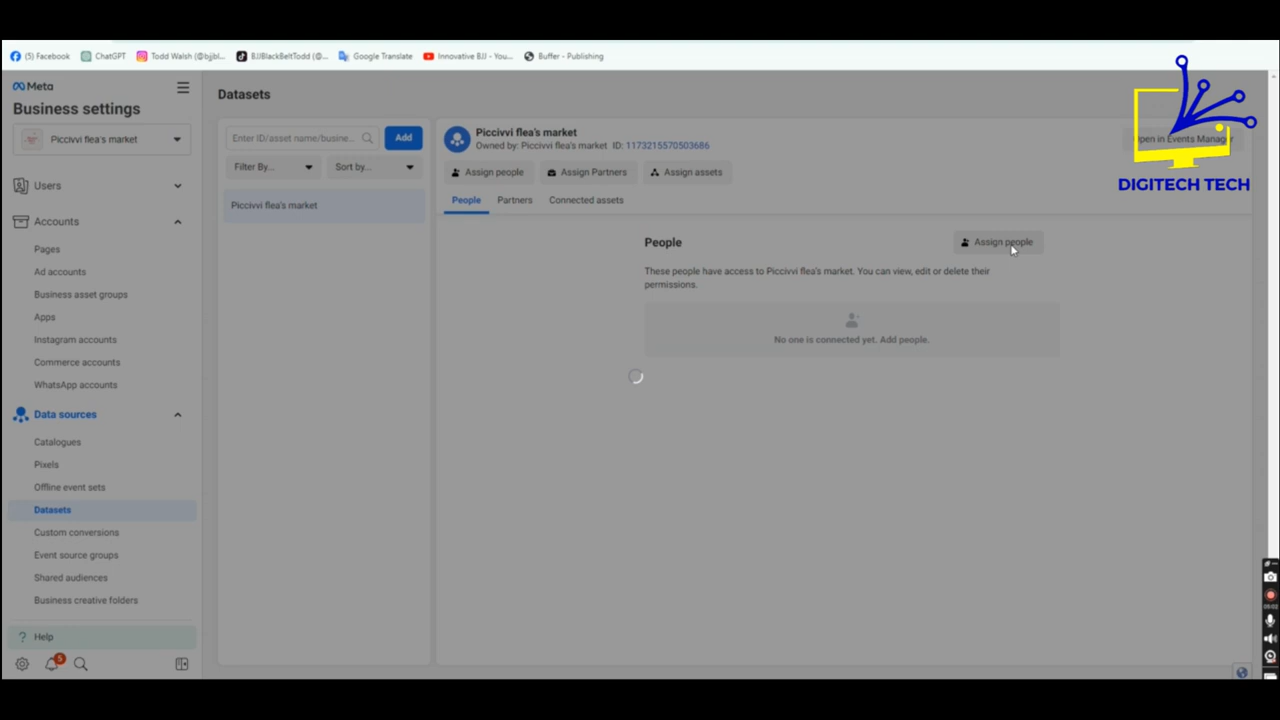 (5) Facebook
ChatGPT
Todd Walsh (@bjjbl...
BJJBlackBeltTodd (@...
Google Translate
Innovative BJJ - You...
Buffer - Publishing
Meta
Business settings
Piccivvi flea's market
Users
Accounts
Pages
Ad accounts
Business asset groups
Apps
Instagram accounts
Commerce accounts
WhatsApp accounts
Data sources
Catalogues
Pixels
Offline event sets
Datasets
Custom conversions
Event source groups
Shared audiences
Business creative folders
? Help
5
Datasets
Enter ID/asset name/busine...
Add
Filter By...
Sort by...
Piccivvi flea's market
Piccivvi flea's market
Owned by: Piccivvi flea's market ID: 1173215570503686
Open in Events Manager
Assign people
Assign Partners
Assign assets
People
Partners
Connected assets
People
Assign people
These people have access to Piccivvi flea's market. You can view, edit or delete their
permissions.
No one is connected yet. Add people.
DIGITECH TECH